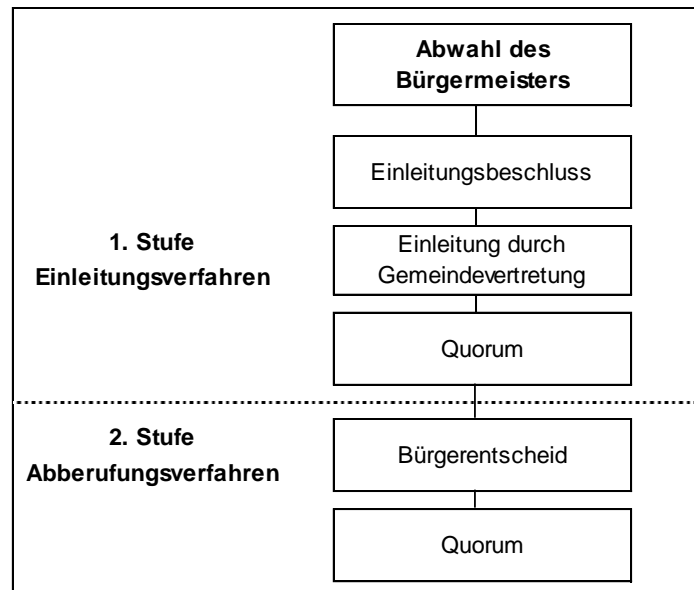 Abwahl des
Bürgermeisters
Einleitungsbeschluss
1. Stufe
Einleitungsverfahren
Einleitung durch
Gemeindevertretung
Quorum
2. Stufe
Abberufungsverfahren
Bürgerentscheid
Quorum